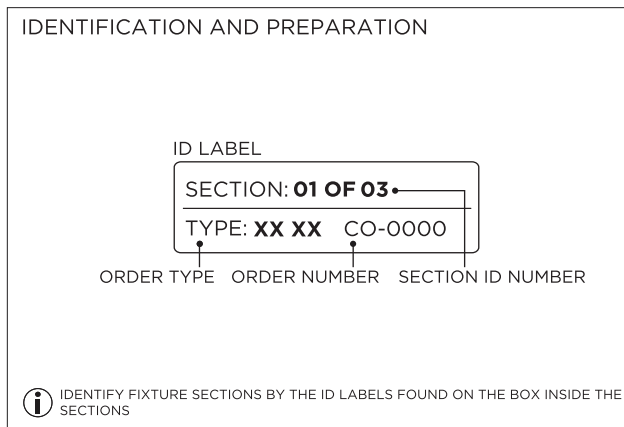 IDENTIFICATION AND PREPARATION
ID LABEL
SECTION: 01 OF 03
TYPE: XX XX CO-0000
ORDER TYPE ORDER NUMBER SECTION ID NUMBER
IDENTIFY FIXTURE SECTIONS BY THE ID LABELS FOUND ON THE BOX INSIDE THE
SECTIONS